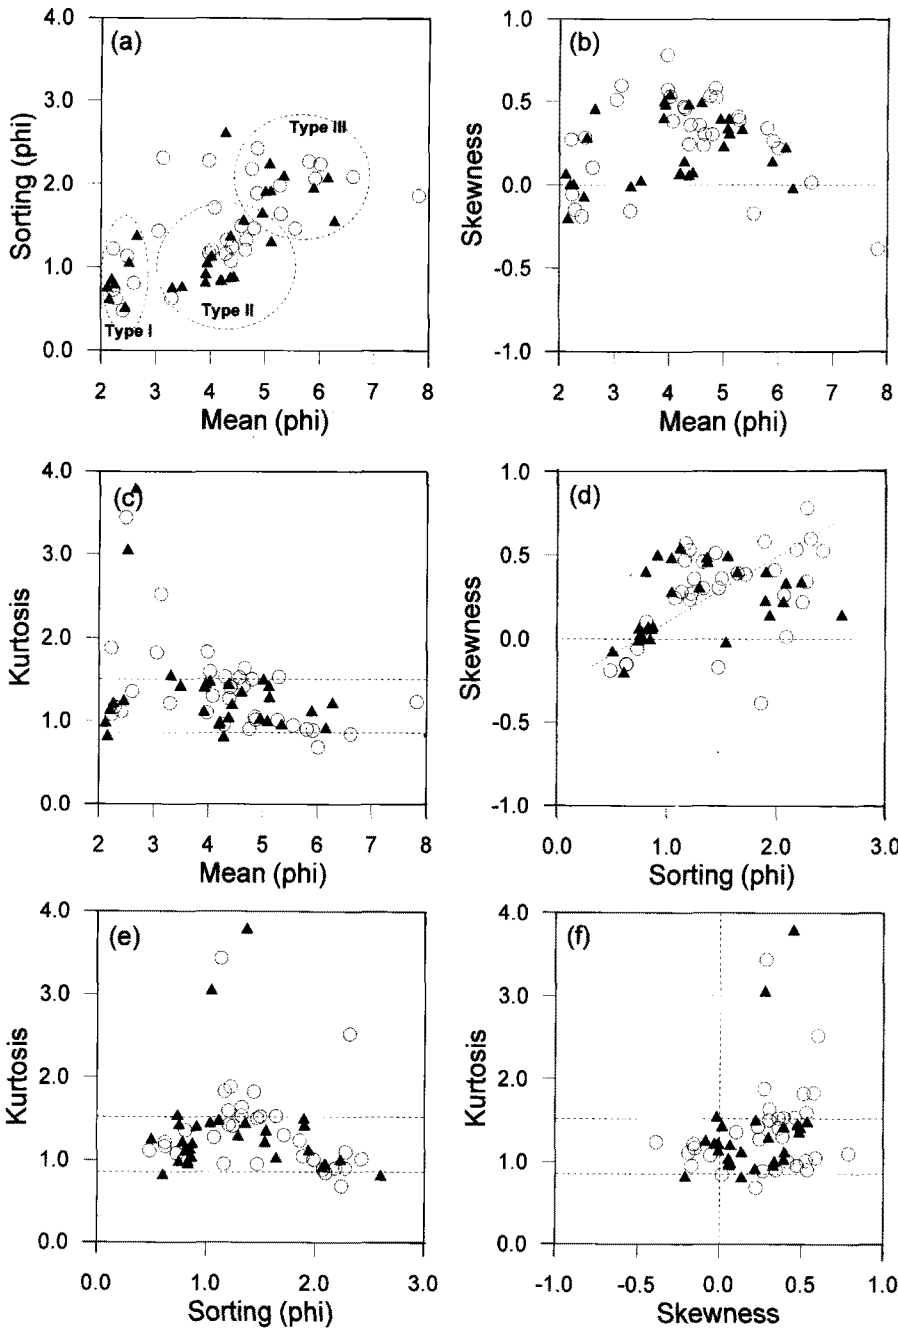 (a)
4.0
3.0
2.0
1.0
0.0
Sorting (phi)
Type I
Type II
Type III
2 3 4 5 6 7 8
Mean (phi)
(b)
1.0
0.5
0.0
-0.5
-1.0
Skewness
2 3 4 5 6 7 8
Mean (phi)
(c)
4.0
3.0
2.0
1.0
0.0
Kurtosis
2 3 4 5 6 7 8
Mean (phi)
(d)
1.0
0.5
0.0
-0.5
-1.0
Skewness
0.0 1.0 2.0 3.0
Sorting (phi)
(e)
4.0
3.0
2.0
1.0
0.0
Kurtosis
0.0 1.0 2.0 3.0
Sorting (phi)
(f)
4.0
3.0
2.0
1.0
0.0
Kurtosis
-1.0 -0.5 0.0 0.5 1.0
Skewness